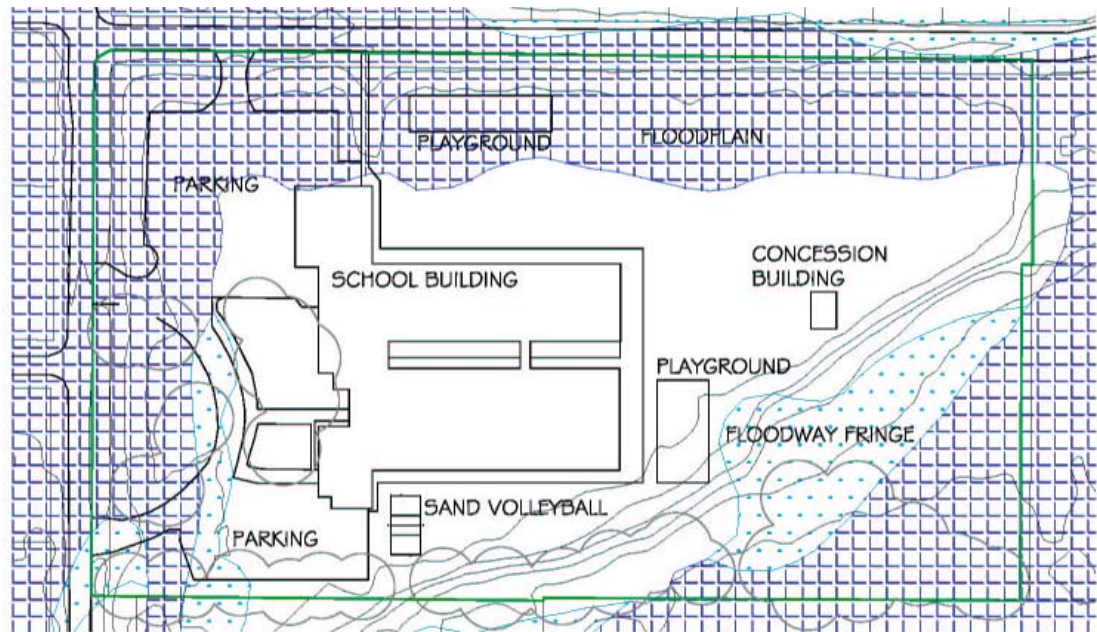 PLAYGROUND
FLOODPLAIN
PARKING
CONCESSION
BUILDING
SCHOOL BUILDING
PLAYGROUND
FLOODWAY FRINGE
SAND VOLLEYBALL
PARKING